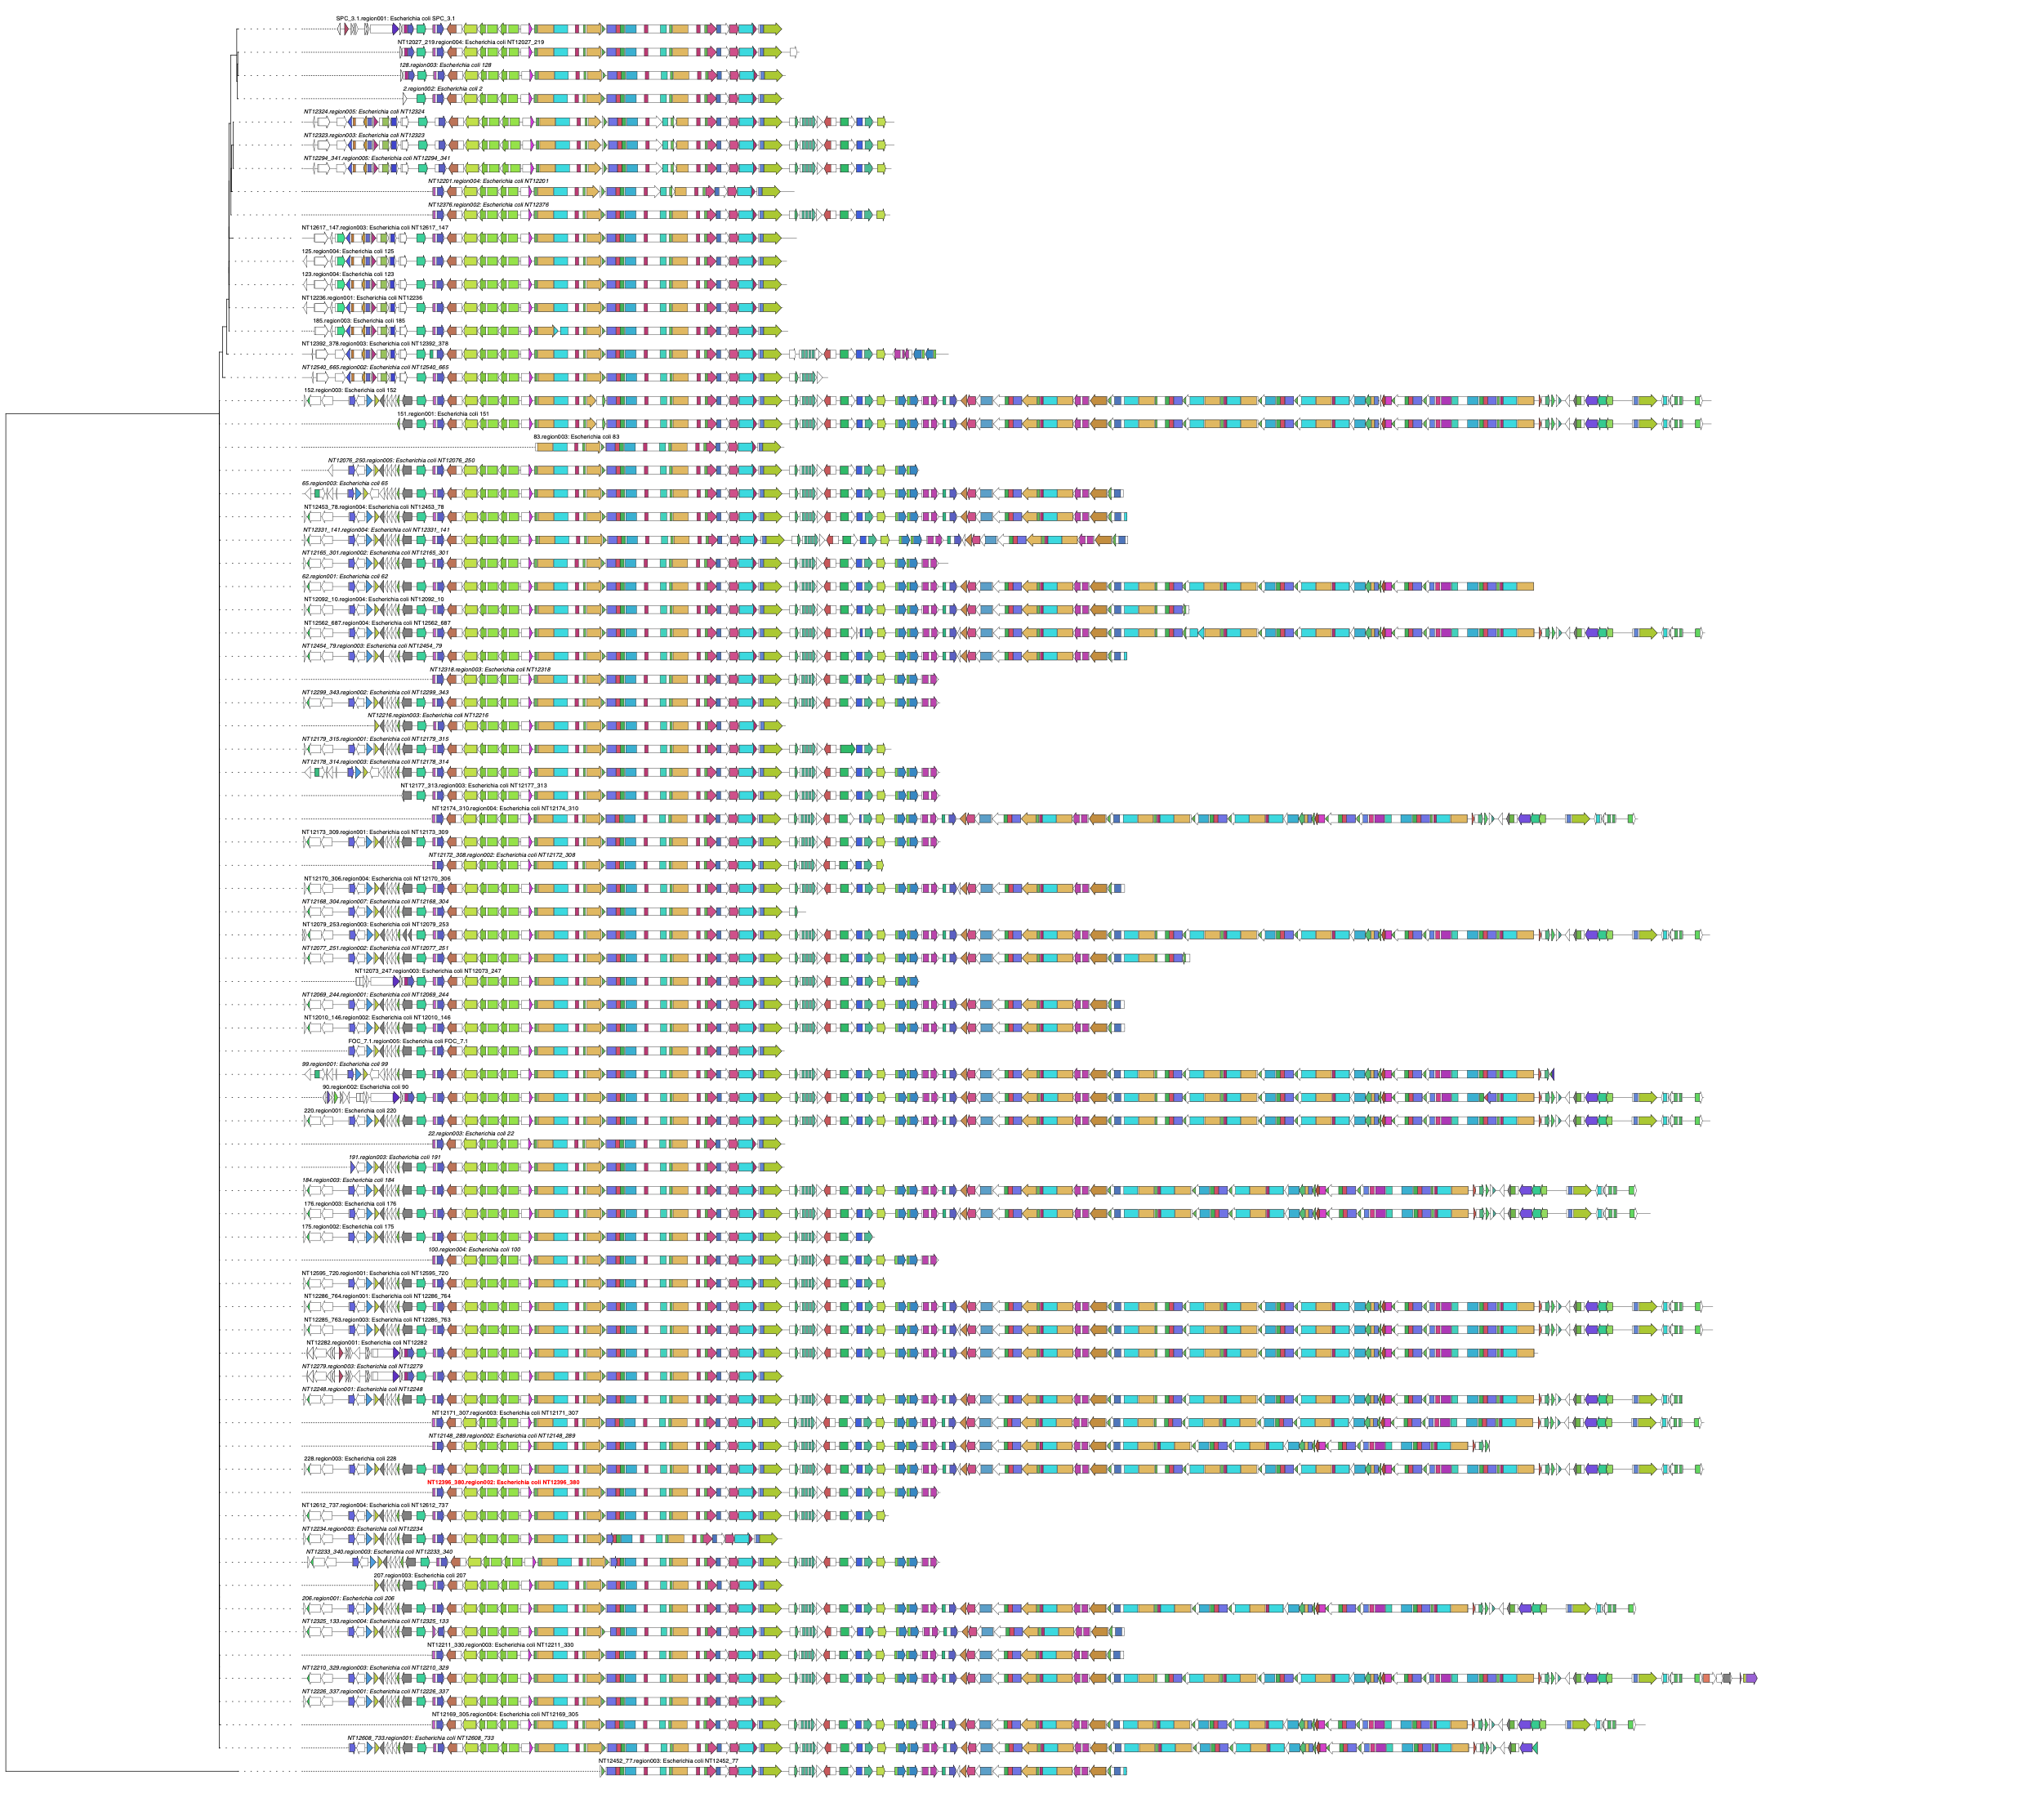 SPC_3.1.region001: Escherichia coli SPC_3.1
NT12027_219.region004: Escherichia coli NT12027_219
128.region003: Escherichia coli 128
2.region002: Escherichia coli 2
NT12324.region005: Escherichia coli NT12324
NT12323.region003: Escherichia coli NT12323
NT12294_341.region005: Escherichia coli NT12294_341
NT12201.region004: Escherichia coli NT12201
NT12376.region002: Escherichia coli NT12376
NT12617_147.region003: Escherichia coli NT12617_147
125.region004: Escherichia coli 125
123.region004: Escherichia coli 123
NT12236.region001: Escherichia coli NT12236
185.region003: Escherichia coli 185
NT12392_378.region003: Escherichia coli NT12392_378
NT12540_665.region002: Escherichia coli NT12540_665
152.region003: Escherichia coli 152
151.region001: Escherichia coli 151
83.region003: Escherichia coli 83
NT12076_250.region005: Escherichia coli NT12076_250
65.region003: Escherichia coli 65
NT12453_78.region004: Escherichia coli NT12453_78
NT12331_141.region004: Escherichia coli NT12331_141
NT12165_301.region002: Escherichia coli NT12165_301
62.region001: Escherichia coli 62
NT12092_10.region004: Escherichia coli NT12092_10
NT12562_687.region004: Escherichia coli NT12562_687
NT12454_79.region003: Escherichia coli NT12454_79
NT12318.region003: Escherichia coli NT12318
NT12299_343.region002: Escherichia coli NT12299_343
NT12216.region003: Escherichia coli NT12216
NT12179_315.region001: Escherichia coli NT12179_315
NT12178_314.region003: Escherichia coli NT12178_314
NT12177_313.region003: Escherichia coli NT12177_313
NT12174_310.region004: Escherichia coli NT12174_310
NT12173_309.region001: Escherichia coli NT12173_309
NT12172_308.region002: Escherichia coli NT12172_308
NT12170_306.region004: Escherichia coli NT12170_306
NT12168_304.region007: Escherichia coli NT12168_304
NT12079_253.region003: Escherichia coli NT12079_253
NT12077_251.region002: Escherichia coli NT12077_251
NT12073_247.region003: Escherichia coli NT12073_247
NT12069_244.region001: Escherichia coli NT12069_244
NT12010_146.region002: Escherichia coli NT12010_146
FOC_7.1.region005: Escherichia coli FOC_7.1
99.region001: Escherichia coli 99
90.region002: Escherichia coli 90
220.region001: Escherichia coli 220
22.region003: Escherichia coli 22
191.region003: Escherichia coli 191
184.region003: Escherichia coli 184
176.region003: Escherichia coli 176
175.region002: Escherichia coli 175
100.region004: Escherichia coli 100
NT12595_720.region001: Escherichia coli NT12595_720
NT12286_764.region001: Escherichia coli NT12286_764
NT12285_763.region003: Escherichia coli NT12285_763
NT12282.region001: Escherichia coli NT12282
NT12279.region003: Escherichia coli NT12279
NT12248.region001: Escherichia coli NT12248
NT12171_307.region003: Escherichia coli NT12171_307
NT12148_289.region002: Escherichia coli NT12148_289
228.region003: Escherichia coli 228
NT12396_380.region002: Escherichia coli NT12396_380
NT12612_737.region004: Escherichia coli NT12612_737
NT12234.region003: Escherichia coli NT12234
NT12233_340.region003: Escherichia coli NT12233_340
207.region003: Escherichia coli 207
206.region001: Escherichia coli 206
NT12325_133.region004: Escherichia coli NT12325_133
NT12211_330.region003: Escherichia coli NT12211_330
NT12210_329.region003: Escherichia coli NT12210_329
NT12226_337.region001: Escherichia coli NT12226_337
NT12169_305.region004: Escherichia coli NT12169_305
NT12608_733.region001: Escherichia coli NT12608_733
NT12452_77.region003: Escherichia coli NT12452_77